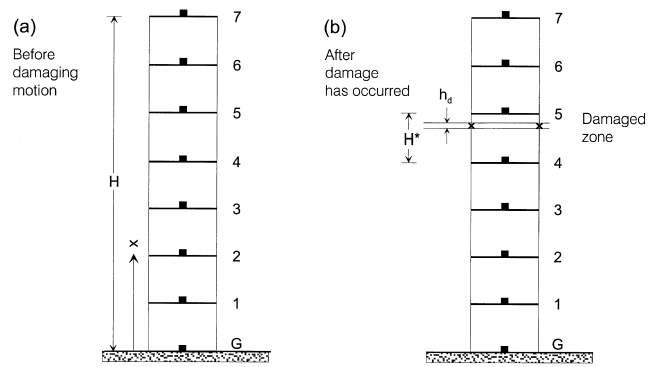 (a)
Before
damaging
motion
H
x
7
6
5
4
3
2
1
G
(b)
After
damage
has occurred
h_d
H*
7
6
5
4
3
2
1
G
Damaged
zone